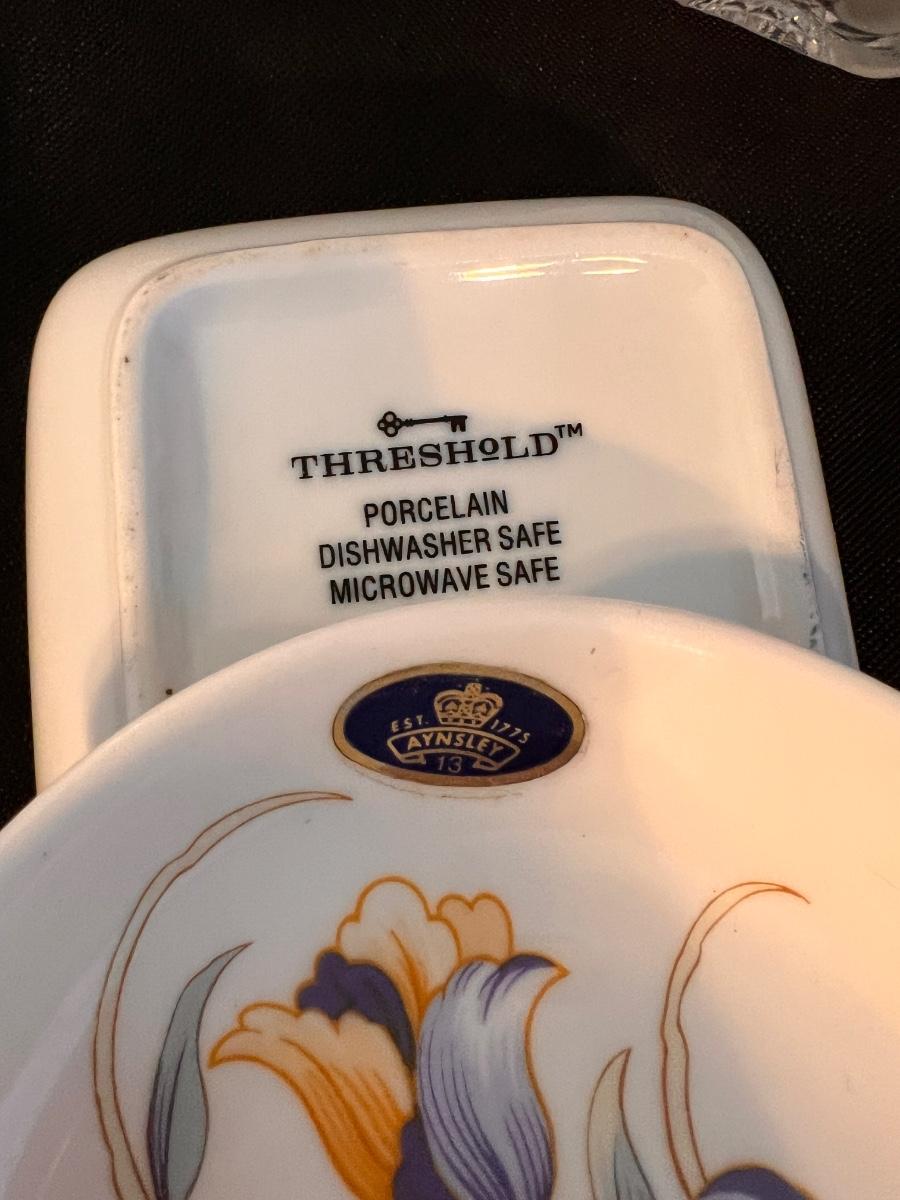 THRESHOLD™
PORCELAIN
DISHWASHER SAFE
MICROWAVE SAFE
EST. 1775
AYNSLEY
13